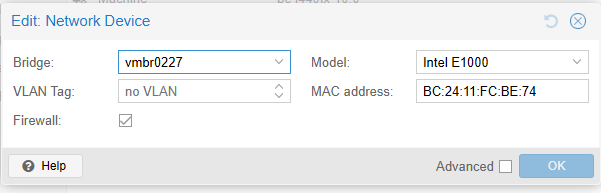 Edit: Network Device
Bridge: vmbr0227 Model: Intel E1000
VLAN Tag: no VLAN MAC address: BC:24:11:FC:BE:74
Firewall:
Help Advanced OK